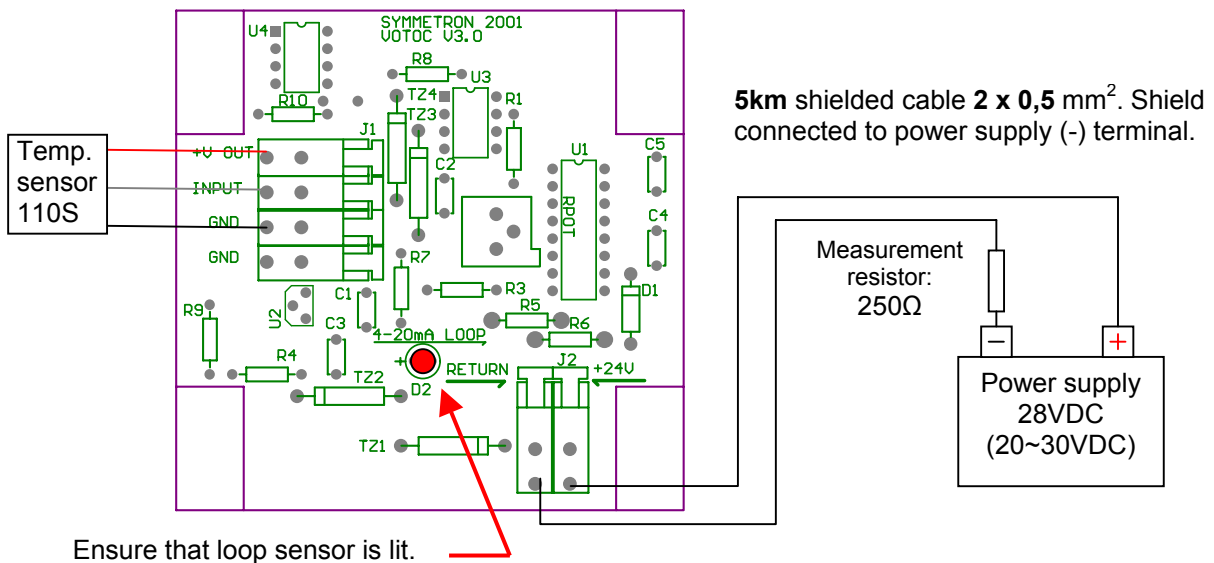 SYMMETRON 2001
VOTOC V3.0
U4
R8
U3
TZ4
R10
TZ3
R1
J1
5km shielded cable 2 x 0,5 mm². Shield
connected to power supply (-) terminal.
Temp.
sensor
110S
+V OUT
INPUT
GND
GND
C2
U1
C5
RPOT
C4
R7
Measurement
resistor:
250Ω
U2
C1
R3
D1
R9
C3
R5
R6
4-20mA LOOP
R4
+
J2
TZ2
D2
RETURN
+24V
−
+
Power supply
28VDC
(20~30VDC)
TZ1
Ensure that loop sensor is lit.